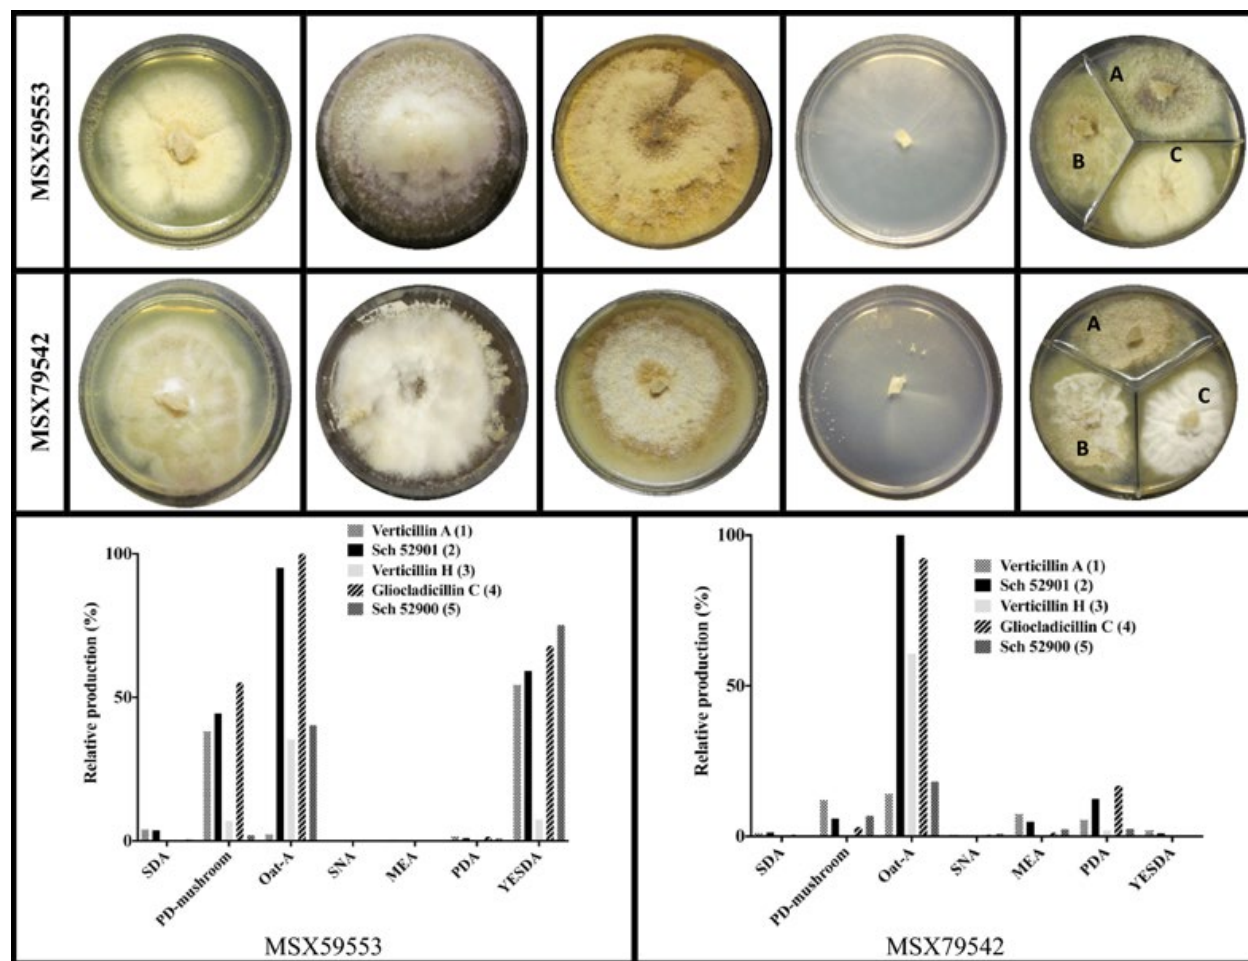 MSX59553
A
B
C
MSX79542
A
B
C
Verticillin A (1)
Sch 52901 (2)
Verticillin H (3)
Gliocladicillin C (4)
Sch 52900 (5)
Relative production (%)
100
50
0
SDA
PD-mushroom
Oat-A
SNA
MEA
PDA
YESDA
MSX59553
Verticillin A (1)
Sch 52901 (2)
Verticillin H (3)
Gliocladicillin C (4)
Sch 52900 (5)
Relative production (%)
100
50
0
SDA
PD-mushroom
Oat-A
SNA
MEA
PDA
YESDA
MSX79542